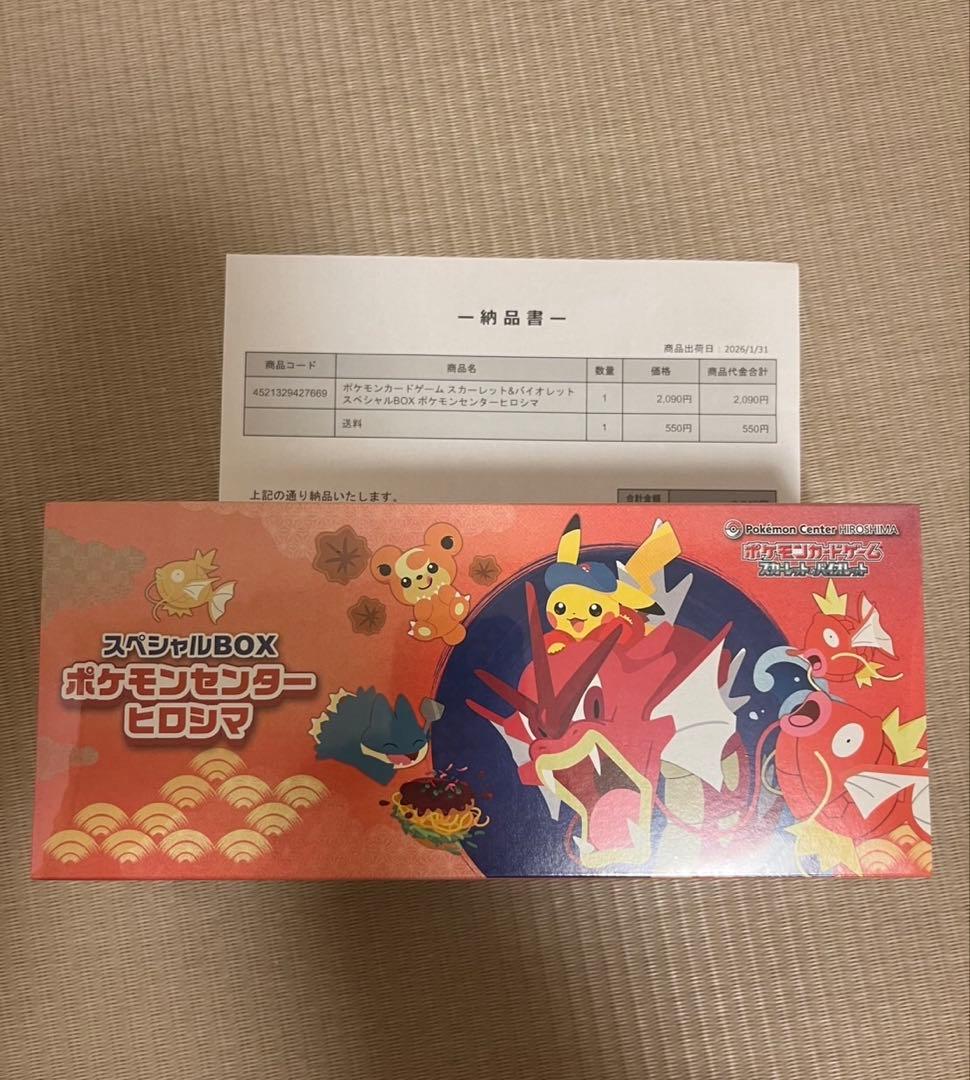 ー納品書ー
商品出荷日：2026/1/31
商品コード 商品名 数量 価格 商品代金合計
4521329427669 ポケモンカードゲーム スカーレット&バイオレット スペシャルBOX ポケモンセンターヒロシマ 1 2,090円 2,090円
送料 1 550円 550円
上記の通り納品いたします。
合計金額
Pokémon Center HIROSHIMA
ポケモンカードゲーム
スカーレット&バイオレット
スペシャルBOX
ポケモンセンター
ヒロシマ